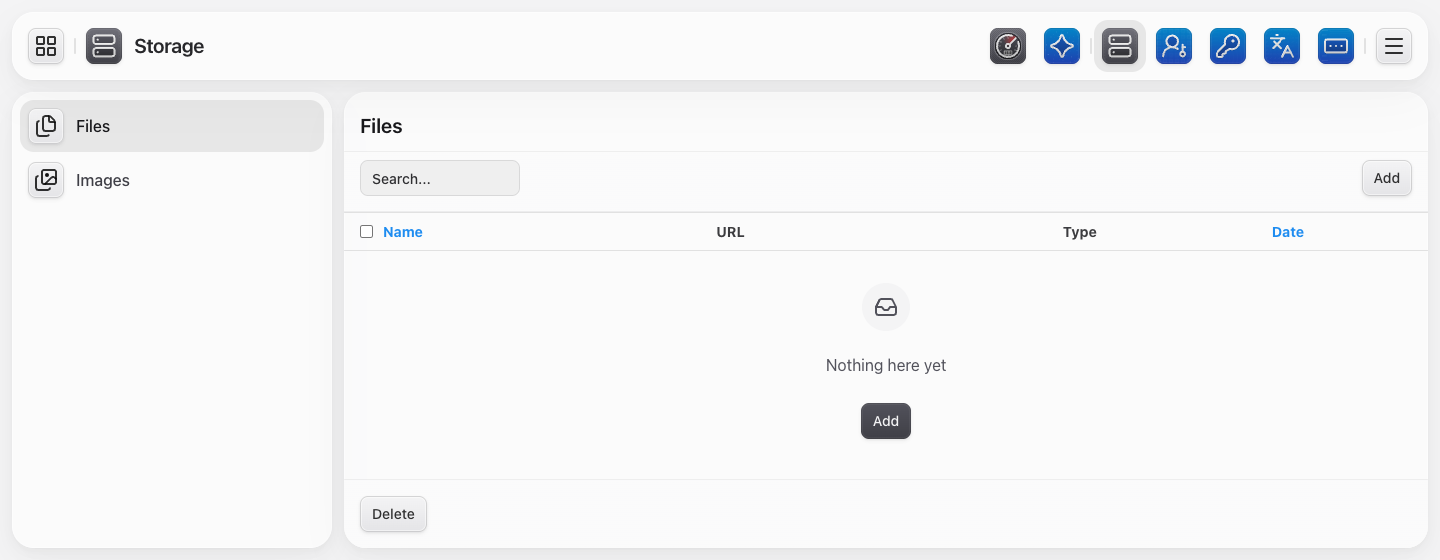 Storage
Files
Images
Files
Search...
Add
Name URL Type Date
Nothing here yet
Add
Delete